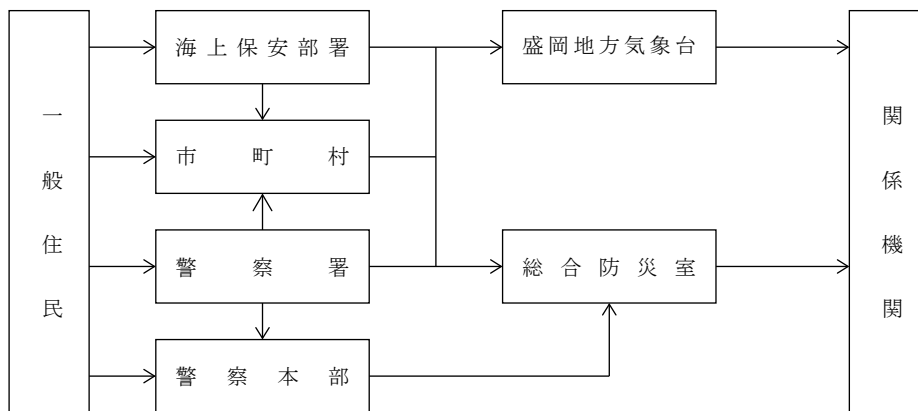 一般住民
海上保安部署
盛岡地方気象台
市町村
警察署
総合防災室
警察本部
関係機関